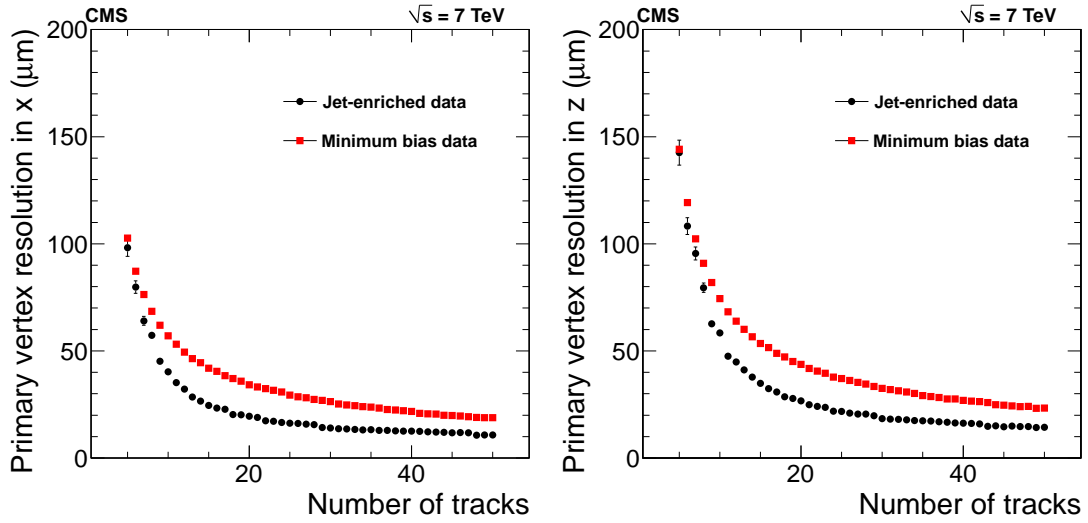 CMS √s = 7 TeV
Primary vertex resolution in x (μm)
200
150
100
50
0
Jet-enriched data
Minimum bias data
20 40
Number of tracks
CMS √s = 7 TeV
Primary vertex resolution in z (μm)
200
150
100
50
0
Jet-enriched data
Minimum bias data
20 40
Number of tracks